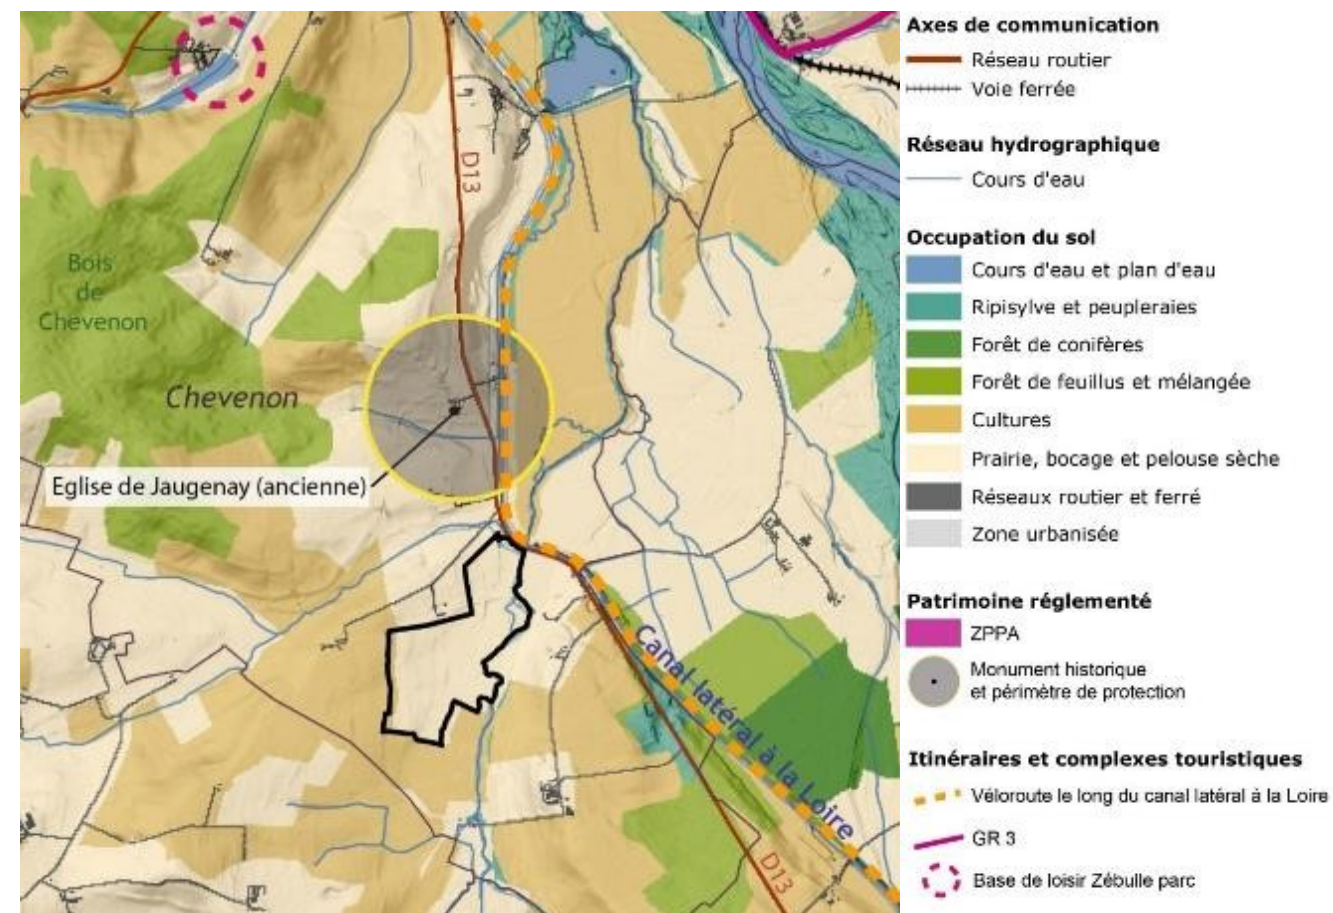 D13
Bois
de
Chevenon
Chevenon
Eglise de Jaugenay (ancienne)
Canal latéral à la Loire
D13
Axes de communication
Réseau routier
Voie ferrée
Réseau hydrographique
Cours d'eau
Occupation du sol
Cours d'eau et plan d'eau
Ripisylve et peupleraies
Forêt de conifères
Forêt de feuillus et mélangée
Cultures
Prairie, bocage et pelouse sèche
Réseaux routier et ferré
Zone urbanisée
Patrimoine réglementé
ZPPA
Monument historique
et périmètre de protection
Itinéraires et complexes touristiques
Véloroute le long du canal latéral à la Loire
GR 3
Base de loisir Zébulle parc